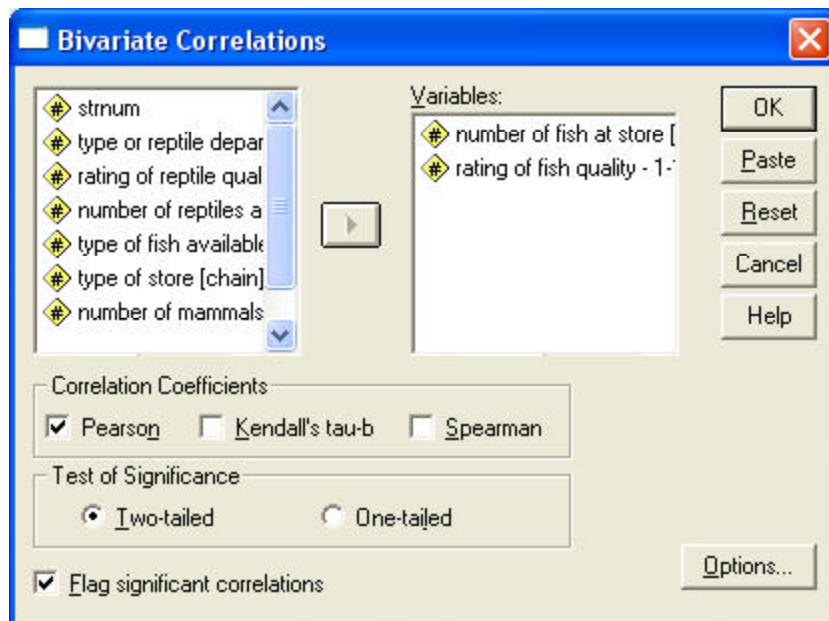 Bivariate Correlations
strnum
type or reptile depar
rating of reptile qual
number of reptiles a
type of fish available
type of store [chain]
number of mammals
Variables:
number of fish at store [
rating of fish quality - 1-
OK
Paste
Reset
Cancel
Help
Correlation Coefficients
Pearson Kendall's tau-b Spearman
Test of Significance
Two-tailed One-tailed
Flag significant correlations
Options...